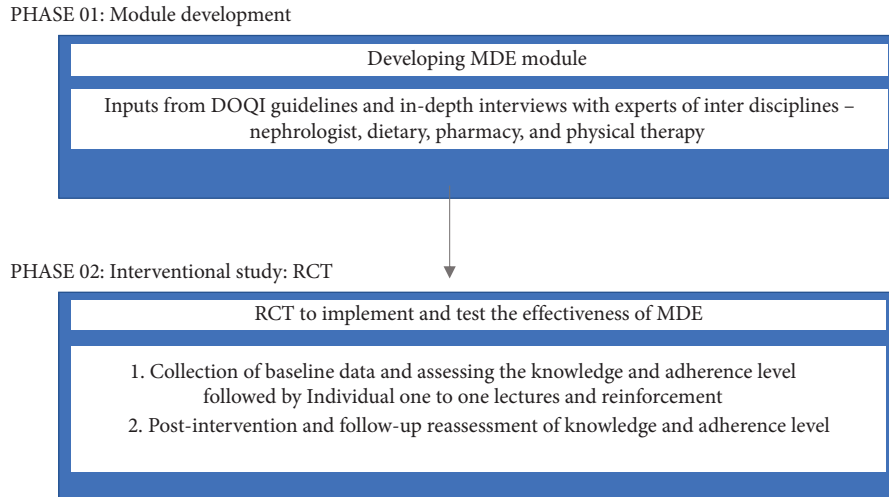 PHASE 01: Module development
Developing MDE module
Inputs from DOQI guidelines and in-depth interviews with experts of inter disciplines –
nephrologist, dietary, pharmacy, and physical therapy
PHASE 02: Interventional study: RCT
RCT to implement and test the effectiveness of MDE
1. Collection of baseline data and assessing the knowledge and adherence level
followed by Individual one to one lectures and reinforcement
2. Post-intervention and follow-up reassessment of knowledge and adherence level